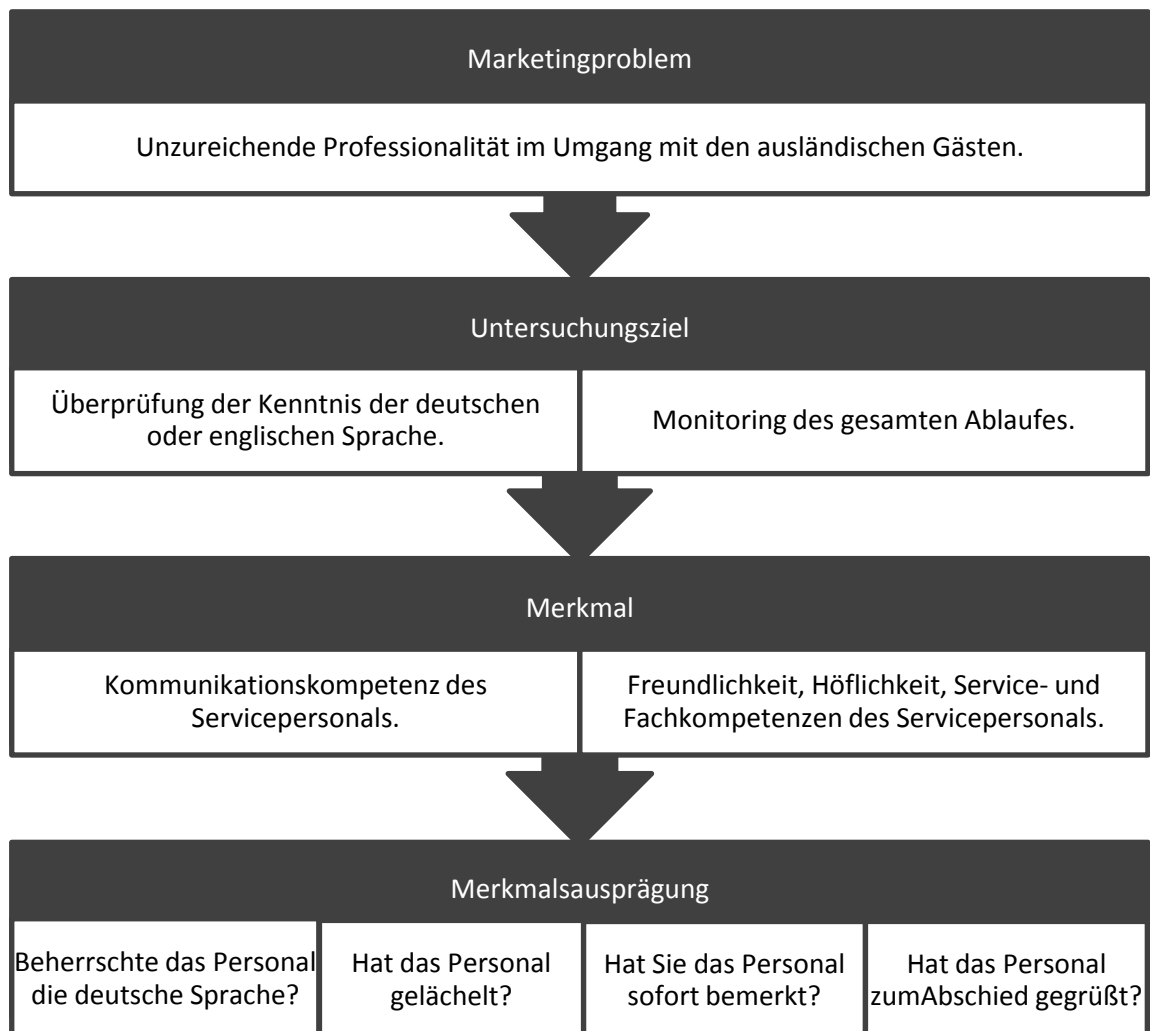 Marketingproblem
Unzureichende Professionalität im Umgang mit den ausländischen Gästen.
Untersuchungsziel
Überprüfung der Kenntnis der deutschen
oder englischen Sprache.
Monitoring des gesamten Ablaufes.
Merkmal
Kommunikationskompetenz des
Servicepersonals.
Freundlichkeit, Höflichkeit, Service- und
Fachkompetenzen des Servicepersonals.
Merkmalsausprägung
Beherrschte das Personal
die deutsche Sprache?
Hat das Personal
gelächelt?
Hat Sie das Personal
sofort bemerkt?
Hat das Personal
zumAbschied gegrüßt?